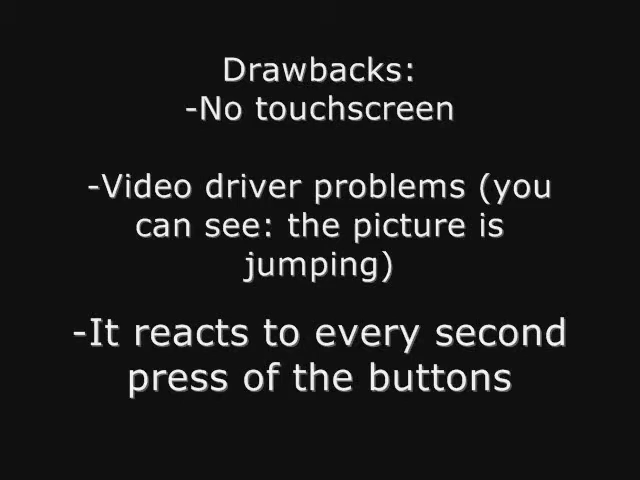 Drawbacks:
-No touchscreen
-Video driver problems (you
can see: the picture is
jumping)
-It reacts to every second
press of the buttons